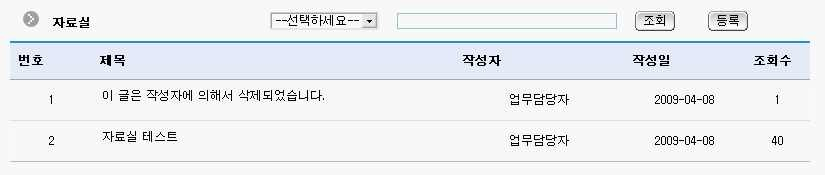 자료실 --선택하세요-- 조회 등록
번호 제목 작성자 작성일 조회수
1 이 글은 작성자에 의해서 삭제되었습니다. 업무담당자 2009-04-08 1
2 자료실 테스트 업무담당자 2009-04-08 40